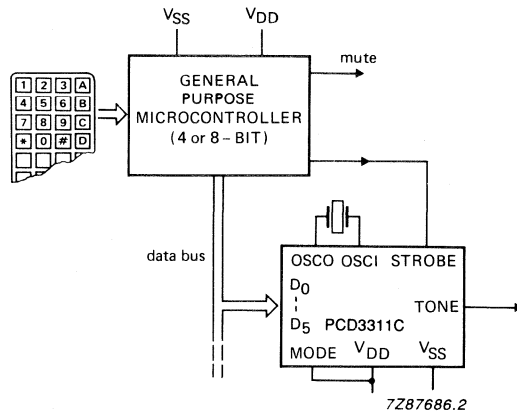 VSS VDD
mute
GENERAL
PURPOSE
MICROCONTROLLER
(4 or 8-BIT)
1 2 3 A
4 5 6 B
7 8 9 C
* 0 # D
data bus
OSCO OSCI STROBE
D0
TONE
D5 PCD3311C
MODE VDD VSS
7Z87686.2